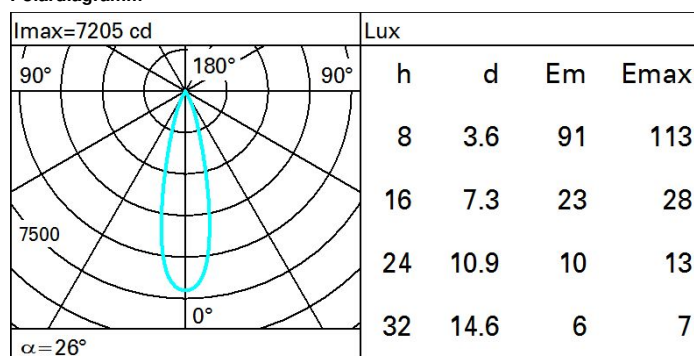 Imax=7205 cd
Lux
90° 180° 90°
h d Em Emax
8 3.6 91 113
16 7.3 23 28
7500
24 10.9 10 13
0°
32 14.6 6 7
α=26°